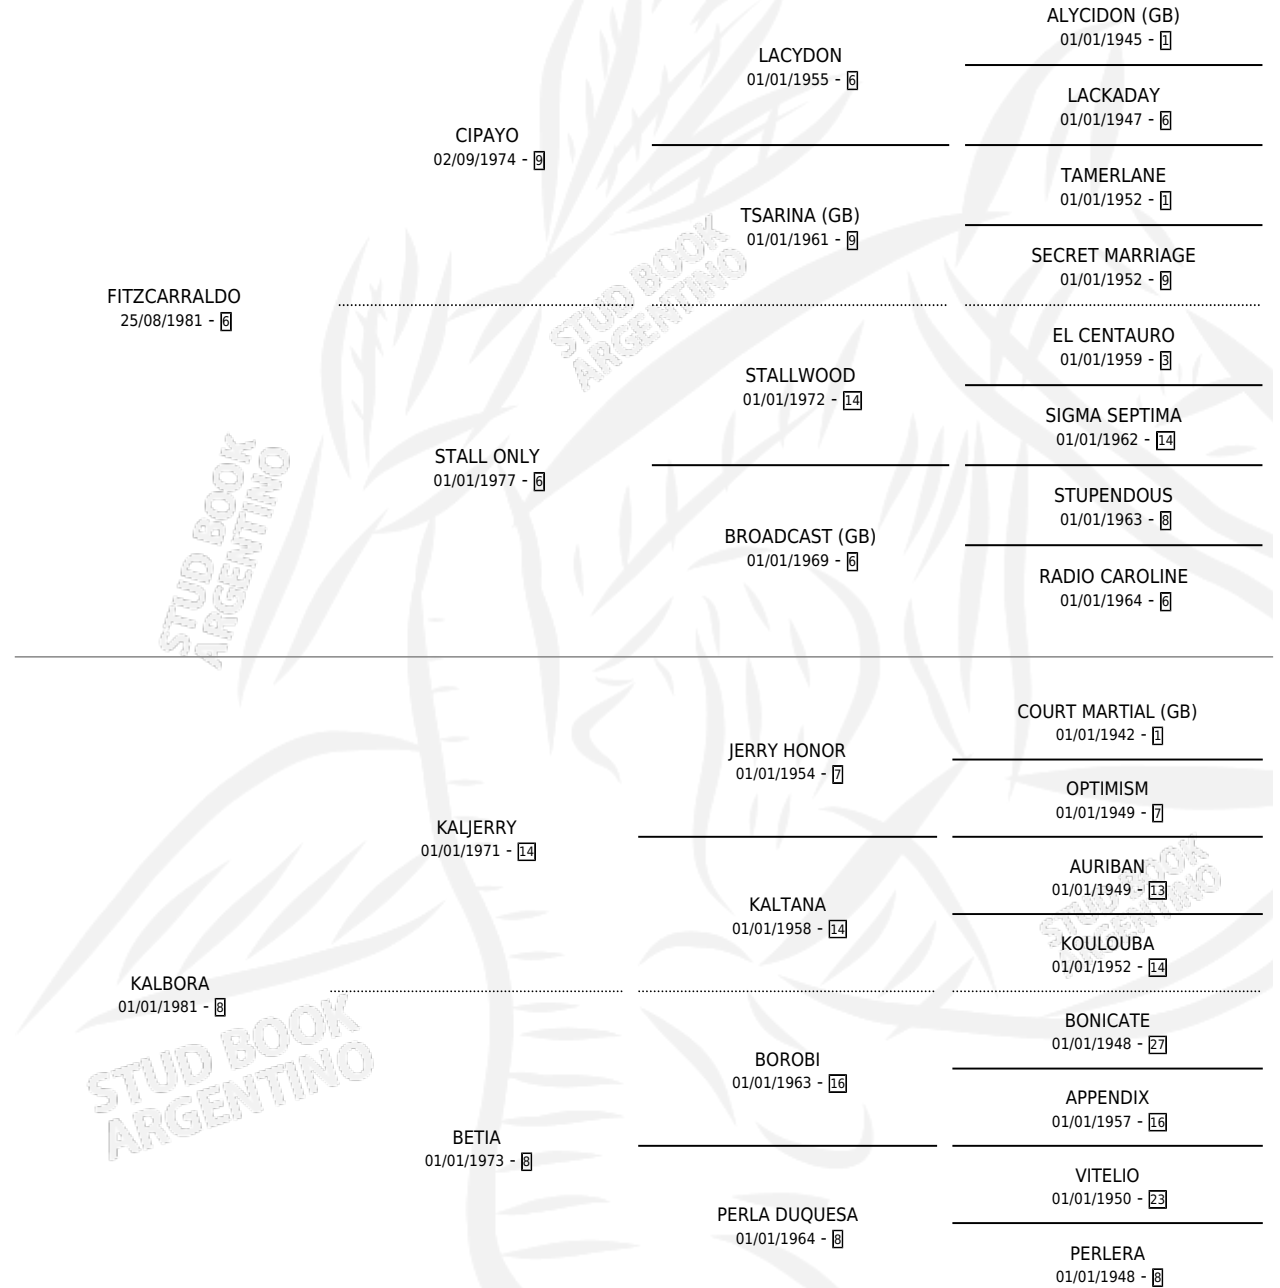 FITZCARRALDO
25/08/1981 - 6
CIPAYO
02/09/1974 - 9
LACYDON
01/01/1955 - 6
ALYCIDON (GB)
01/01/1945 - 1
LACKADAY
01/01/1947 - 6
TSARINA (GB)
01/01/1961 - 9
TAMERLANE
01/01/1952 - 1
SECRET MARRIAGE
01/01/1952 - 9
STALL ONLY
01/01/1977 - 6
STALLWOOD
01/01/1972 - 14
EL CENTAURO
01/01/1959 - 3
SIGMA SEPTIMA
01/01/1962 - 14
BROADCAST (GB)
01/01/1969 - 6
STUPENDOUS
01/01/1963 - 8
RADIO CAROLINE
01/01/1964 - 6
KALBORA
01/01/1981 - 8
KALJERRY
01/01/1971 - 14
JERRY HONOR
01/01/1954 - 7
COURT MARTIAL (GB)
01/01/1942 - 1
OPTIMISM
01/01/1949 - 7
KALTANA
01/01/1958 - 14
AURIBAN
01/01/1949 - 13
KOULOUBA
01/01/1952 - 14
BETIA
01/01/1973 - 8
BOROBI
01/01/1963 - 16
BONICATE
01/01/1948 - 27
APPENDIX
01/01/1957 - 16
PERLA DUQUESA
01/01/1964 - 8
VITELIO
01/01/1950 - 23
PERLERA
01/01/1948 - 8
STUD BOOK
ARGENTINO
STUD BOOK
ARGENTINO
STUD BOOK
ARGENTINO
STUD BOOK
ARGENTINO